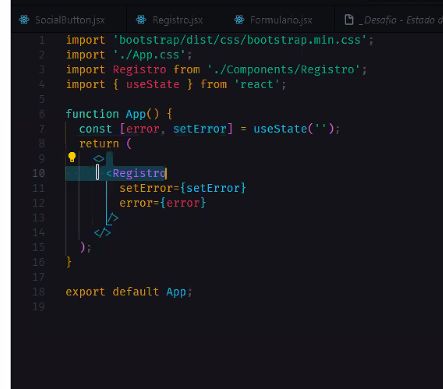 SocialButton.jsx
Registro.jsx
Formulario.jsx
_Desafío - Estado d
1 import 'bootstrap/dist/css/bootstrap.min.css';
2 import './App.css';
3 import Registro from './Components/Registro';
4 import { useState } from 'react';
5
6 function App() {
7 const [error, setError] = useState('');
8 return (
9 <>
10 <Registro
11 setError={setError}
12 error={error}
13 />
14 </>
15 );
16 }
17
18 export default App;
19